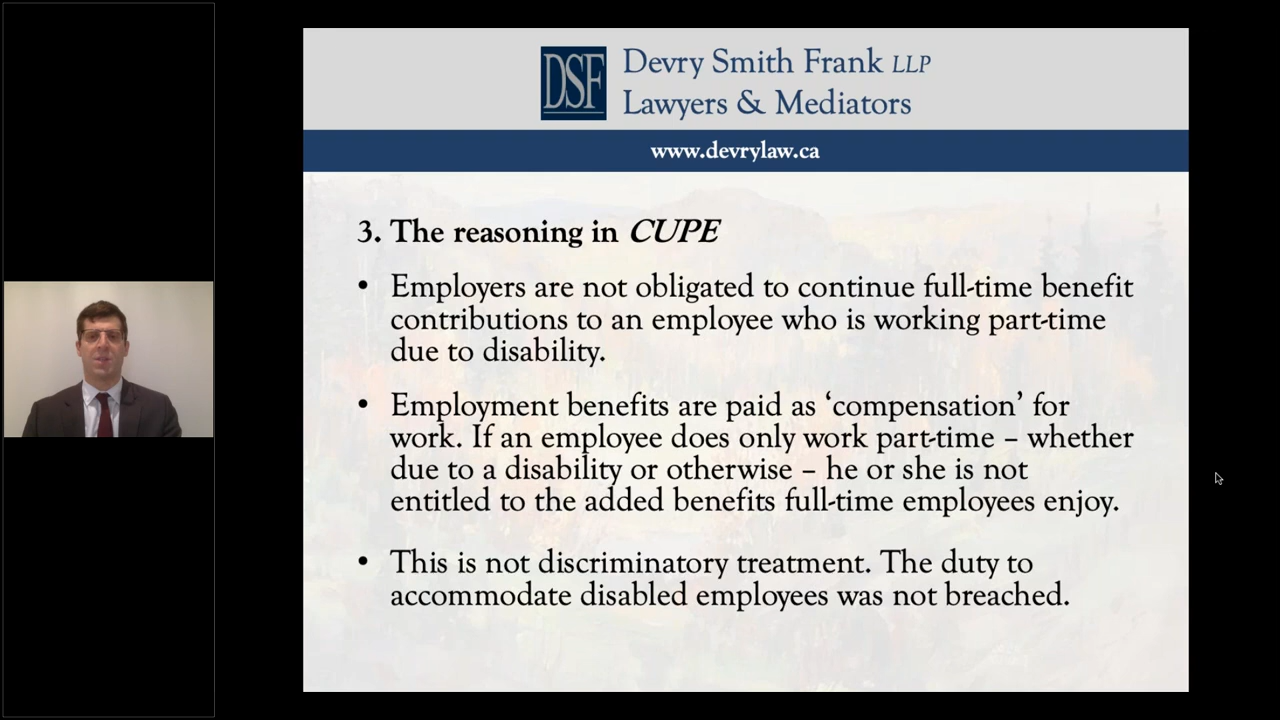 DSF
Devry Smith Frank LLP
Lawyers & Mediators
www.devrylaw.ca
3. The reasoning in CUPE
• Employers are not obligated to continue full-time benefit
contributions to an employee who is working part-time
due to disability.
• Employment benefits are paid as ‘compensation’ for
work. If an employee does only work part-time – whether
due to a disability or otherwise – he or she is not
entitled to the added benefits full-time employees enjoy.
• This is not discriminatory treatment. The duty to
accommodate disabled employees was not breached.